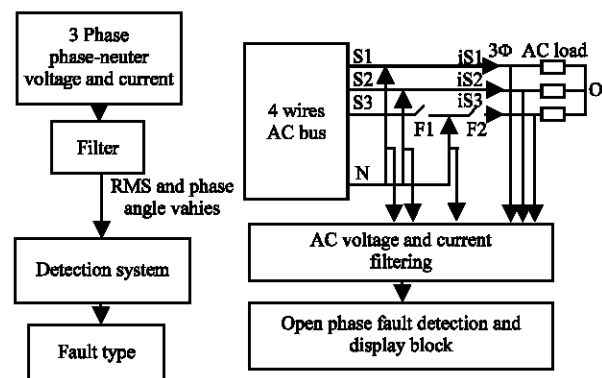 3 Phase
phase-neuter
voltage and current
Filter
RMS and phase
angle vahies
Detection system
Fault type
4 wires
AC bus
S1
S2
S3
N
iS1
iS2
iS3
3Φ
AC load
O
F1
F2
AC voltage and current
filtering
Open phase fault detection and
display block